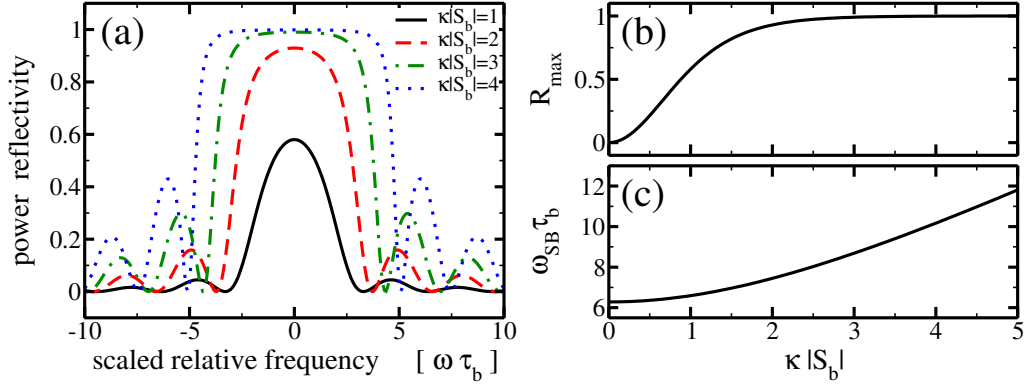 (a)
κ|S_b|=1
κ|S_b|=2
κ|S_b|=3
κ|S_b|=4
1
0.8
0.6
0.4
0.2
0
power reflectivity
-10
-5
0
5
10
scaled relative frequency [ ω τ_b ]
(b)
1
0.5
0
R_max
(c)
12
10
8
6
ω_SB τ_b
0
1
2
3
4
5
κ |S_b|